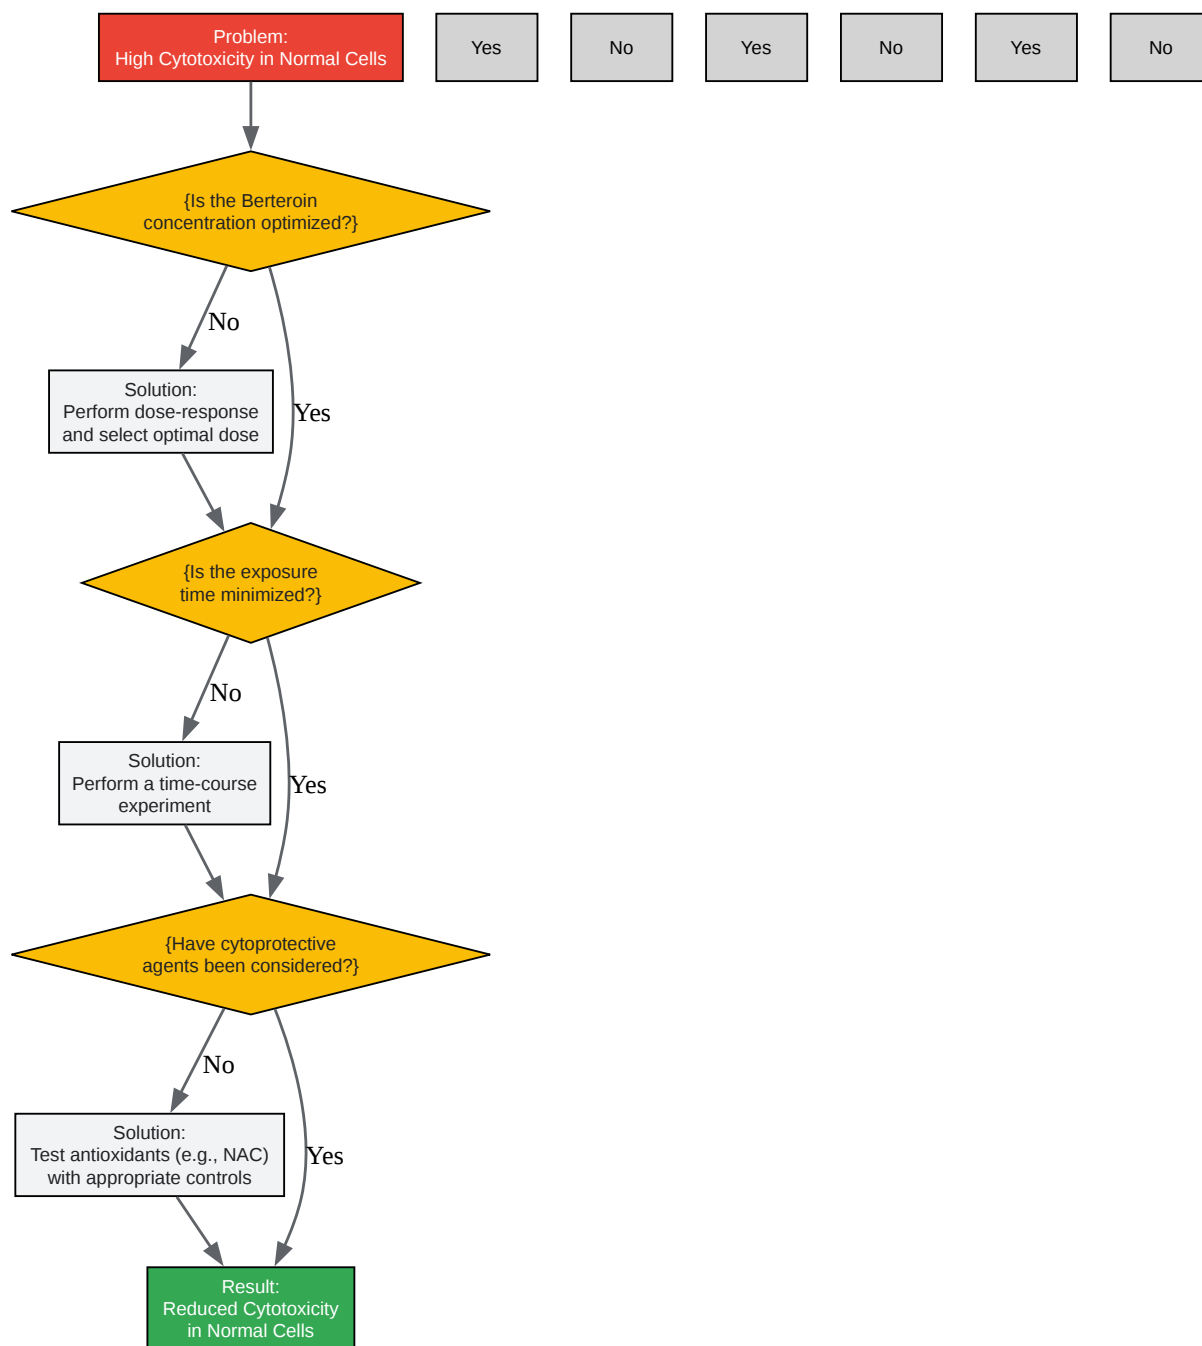 Problem:
High Cytotoxicity in Normal Cells
Yes
No
Yes
No
Yes
No
{Is the Berteroin
concentration optimized?}
No
Solution:
Perform dose-response
and select optimal dose
Yes
{Is the exposure
time minimized?}
No
Solution:
Perform a time-course
experiment
Yes
{Have cytoprotective
agents been considered?}
No
Solution:
Test antioxidants (e.g., NAC)
with appropriate controls
Yes
Result:
Reduced Cytotoxicity
in Normal Cells